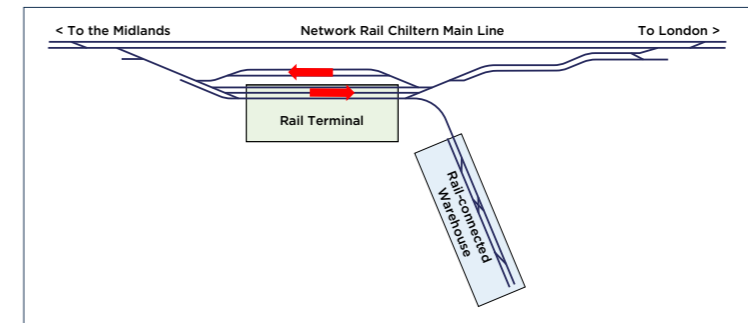 < To the Midlands
Network Rail Chiltern Main Line
To London >
Rail Terminal
Rail-connected
Warehouse